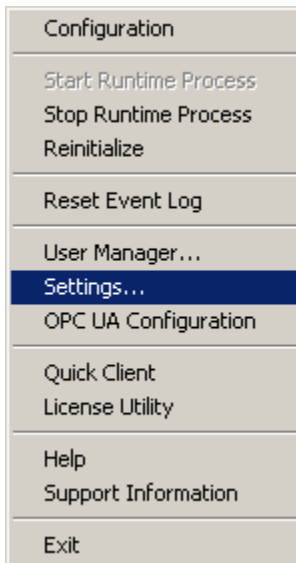 Configuration
Start Runtime Process
Stop Runtime Process
Reinitialize
Reset Event Log
User Manager...
Settings...
OPC UA Configuration
Quick Client
License Utility
Help
Support Information
Exit